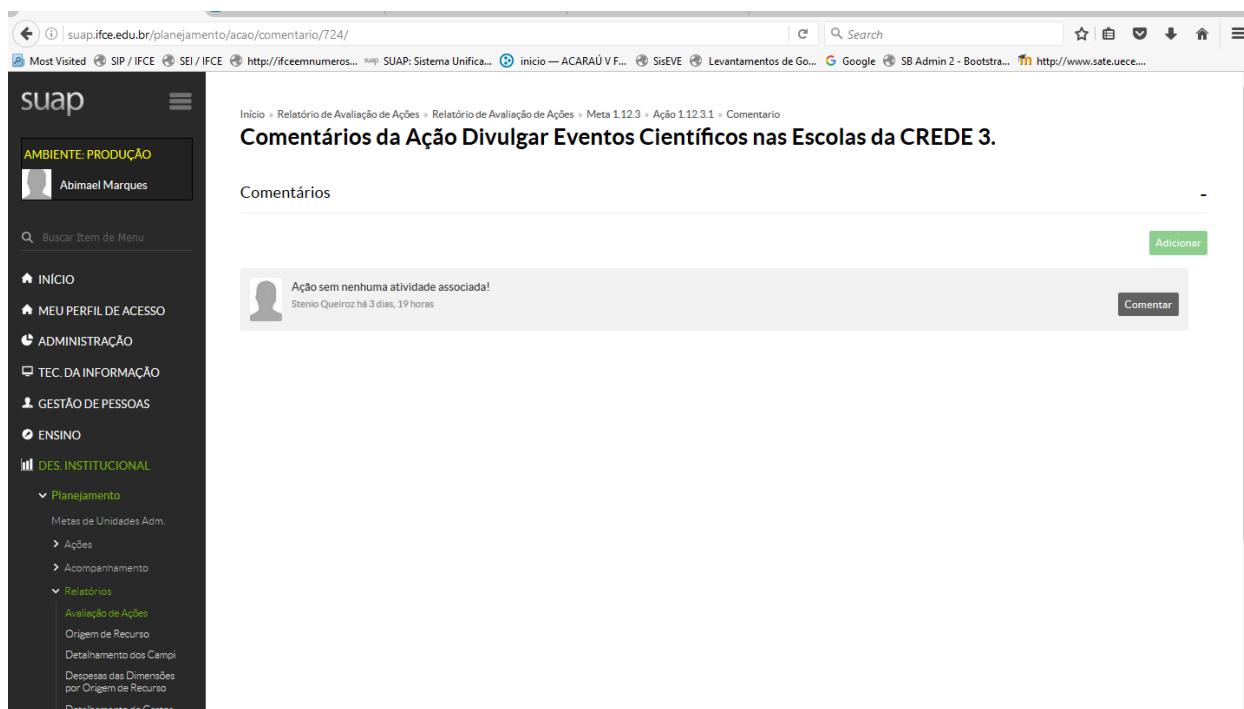 suap.ifce.edu.br/planejamento/acao/comentario/724/
Search
Most Visited SIP / IFCE SEI / IFCE http://ifceemnumeros... suap SUAP: Sistema Unifica... inicio — ACARAÚ V F... SisEVE Levantamentos de Go... Google SB Admin 2 - Bootstra... http://www.sate.uece....
suap
AMBIENTE: PRODUÇÃO
Abimael Marques
Buscar Item de Menu
INÍCIO
MEU PERFIL DE ACESSO
ADMINISTRAÇÃO
TEC. DA INFORMAÇÃO
GESTÃO DE PESSOAS
ENSINO
DES. INSTITUCIONAL
Planejamento
Metas de Unidades Adm.
Ações
Acompanhamento
Relatórios
Avaliação de Ações
Origem de Recurso
Detalhamento dos Campi
Despesas das Dimensões
por Origem de Recurso
Início » Relatório de Avaliação de Ações » Relatório de Avaliação de Ações » Meta 1.12.3 » Ação 1.12.3.1 » Comentario
Comentários da Ação Divulgar Eventos Científicos nas Escolas da CREDE 3.
Comentários -
Adicionar
Ação sem nenhuma atividade associada!
Stenio Queiroz há 3 dias, 19 horas
Comentar